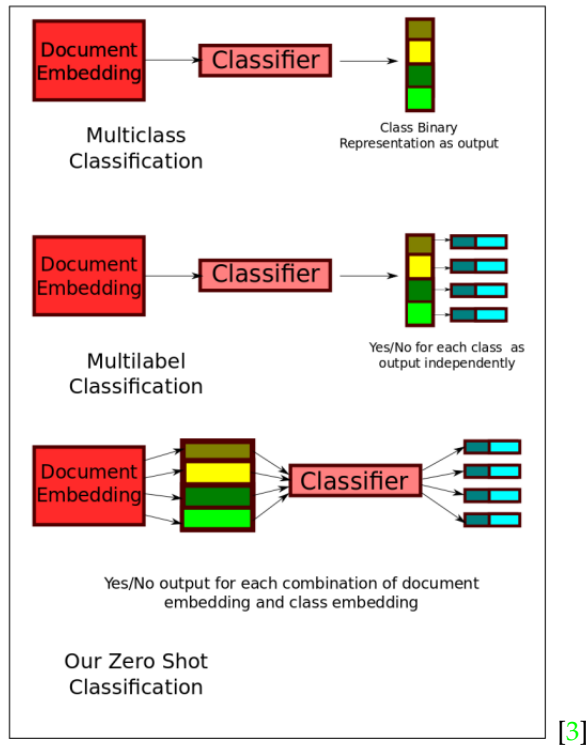 Document
Embedding
Classifier
Class Binary
Representation as output
Multiclass
Classification
Document
Embedding
Classifier
Yes/No for each class as
output independently
Multilabel
Classification
Document
Embedding
Classifier
Yes/No output for each combination of document
embedding and class embedding
Our Zero Shot
Classification
[3]